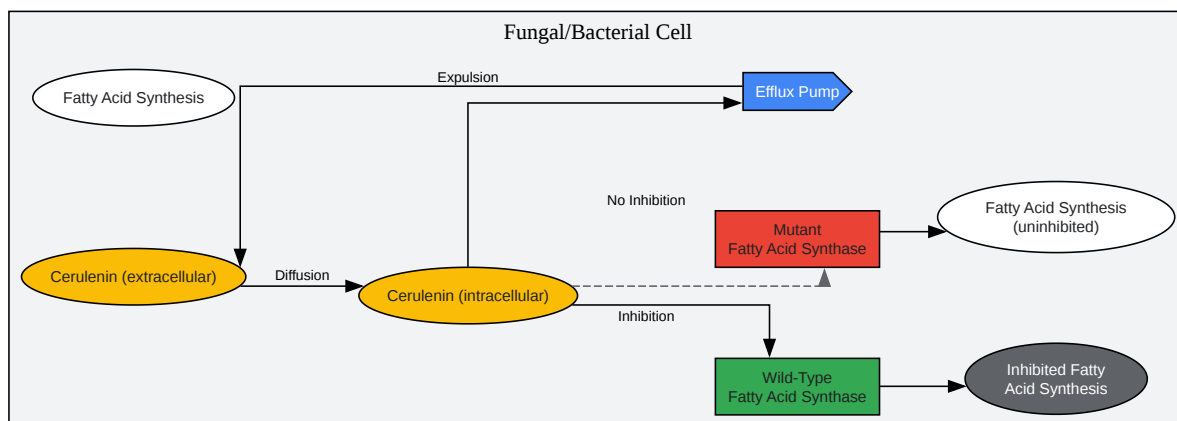 Fungal/Bacterial Cell
Expulsion
Efflux Pump
Fatty Acid Synthesis
No Inhibition
Mutant
Fatty Acid Synthase
Fatty Acid Synthesis
(uninhibited)
Cerulenin (extracellular)
Diffusion
Cerulenin (intracellular)
Inhibition
Wild-Type
Fatty Acid Synthase
Inhibited Fatty
Acid Synthesis